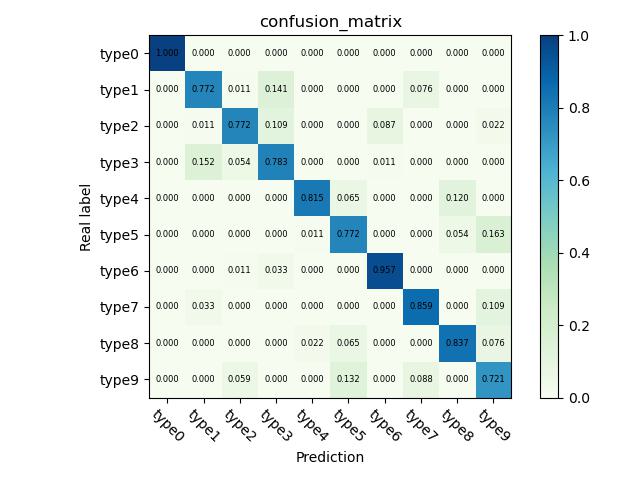 confusion_matrix
type0 1.000 0.000 0.000 0.000 0.000 0.000 0.000 0.000 0.000 0.000
type1 0.000 0.772 0.011 0.141 0.000 0.000 0.000 0.076 0.000 0.000
type2 0.000 0.011 0.772 0.109 0.000 0.000 0.087 0.000 0.000 0.022
type3 0.000 0.152 0.054 0.783 0.000 0.000 0.011 0.000 0.000 0.000
type4 0.000 0.000 0.000 0.000 0.815 0.065 0.000 0.000 0.120 0.000
type5 0.000 0.000 0.000 0.000 0.011 0.772 0.000 0.000 0.054 0.163
type6 0.000 0.000 0.011 0.033 0.000 0.000 0.957 0.000 0.000 0.000
type7 0.000 0.033 0.000 0.000 0.000 0.000 0.000 0.859 0.000 0.109
type8 0.000 0.000 0.000 0.000 0.022 0.065 0.000 0.000 0.837 0.076
type9 0.000 0.000 0.059 0.000 0.000 0.132 0.000 0.088 0.000 0.721
type0 type1 type2 type3 type4 type5 type6 type7 type8 type9
Prediction
Real label
1.0
0.8
0.6
0.4
0.2
0.0